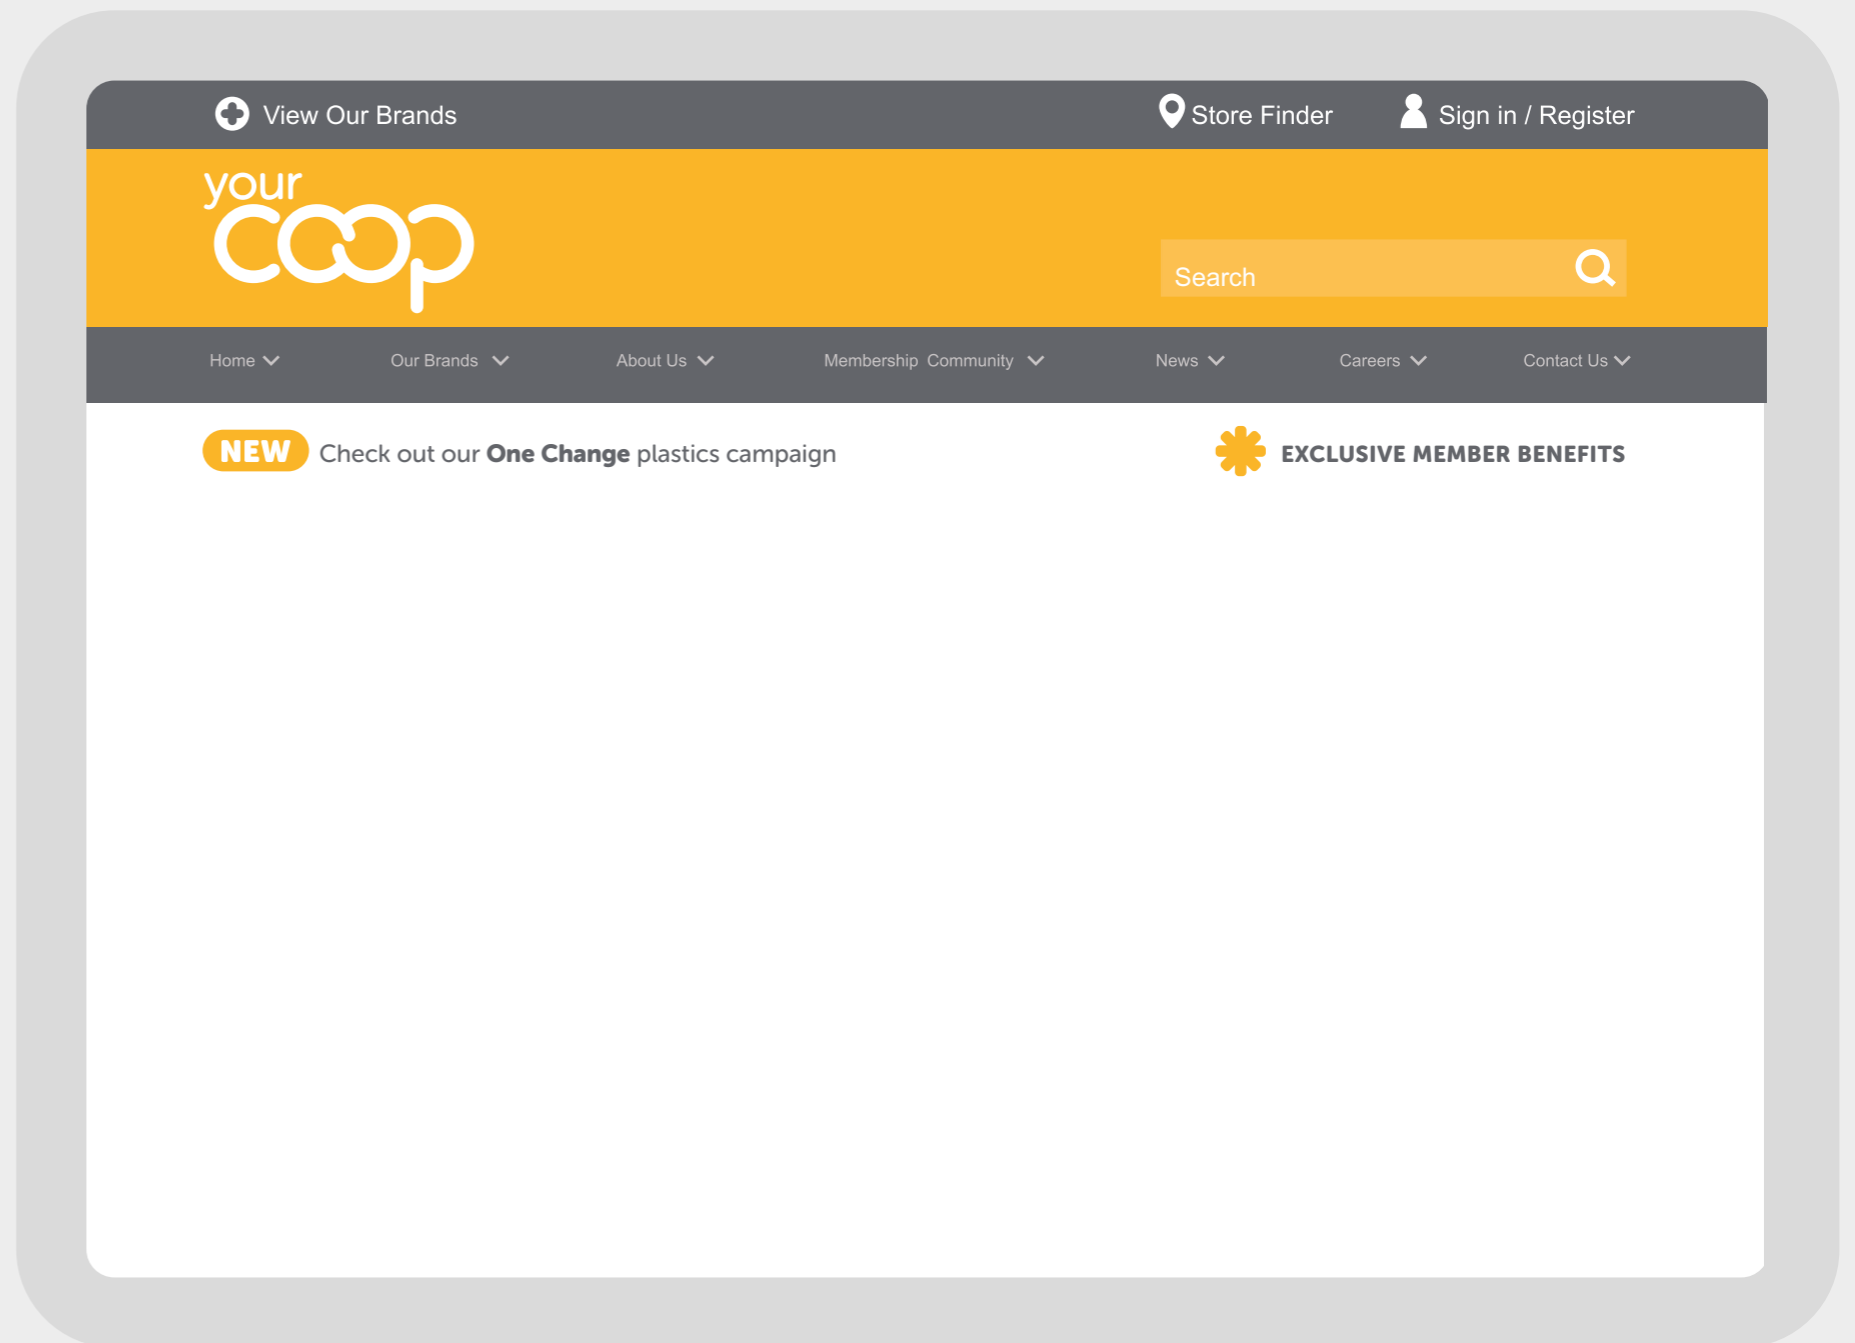 View Our Brands
Store Finder
Sign in / Register
your
coop
Search
Home
Our Brands
About Us
Membership Community
News
Careers
Contact Us
NEW Check out our One Change plastics campaign
EXCLUSIVE MEMBER BENEFITS